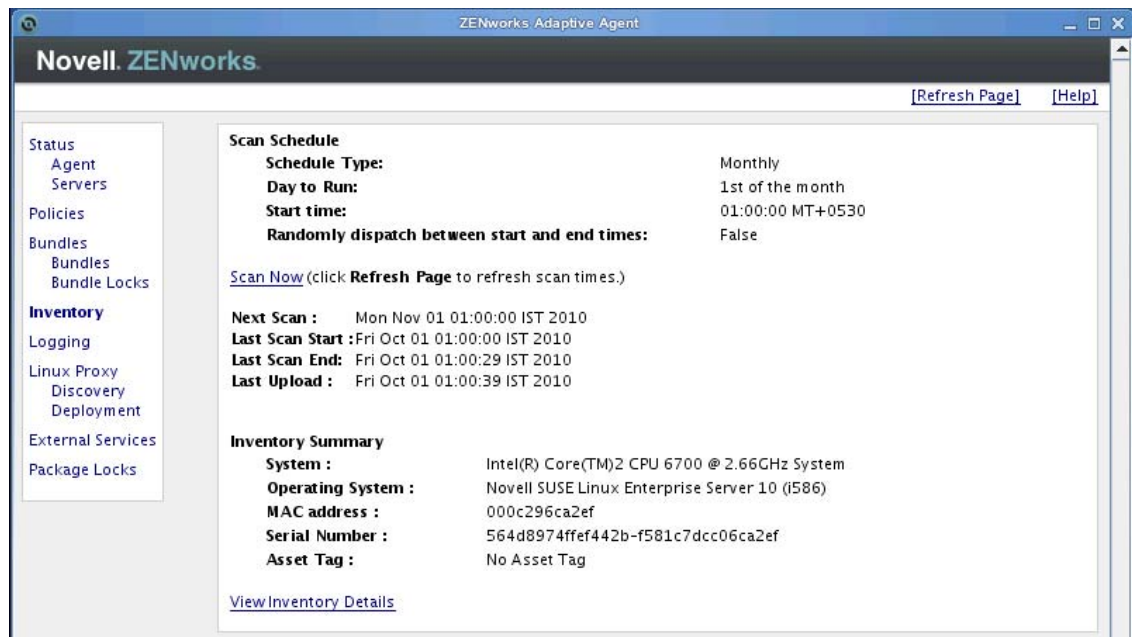 ZENworks Adaptive Agent
Novell. ZENworks.
[Refresh Page] [Help]
Status
Agent
Servers
Policies
Bundles
Bundles
Bundle Locks
Inventory
Logging
Linux Proxy
Discovery
Deployment
External Services
Package Locks
Scan Schedule
Schedule Type: Monthly
Day to Run: 1st of the month
Start time: 01:00:00 MT+0530
Randomly dispatch between start and end times: False
Scan Now (click Refresh Page to refresh scan times.)
Next Scan : Mon Nov 01 01:00:00 IST 2010
Last Scan Start : Fri Oct 01 01:00:00 IST 2010
Last Scan End: Fri Oct 01 01:00:29 IST 2010
Last Upload : Fri Oct 01 01:00:39 IST 2010
Inventory Summary
System : Intel(R) Core(TM)2 CPU 6700 @ 2.66GHz System
Operating System : Novell SUSE Linux Enterprise Server 10 (i586)
MAC address : 000c296ca2ef
Serial Number : 564d8974ffef442b-f581c7dcc06ca2ef
Asset Tag : No Asset Tag
View Inventory Details